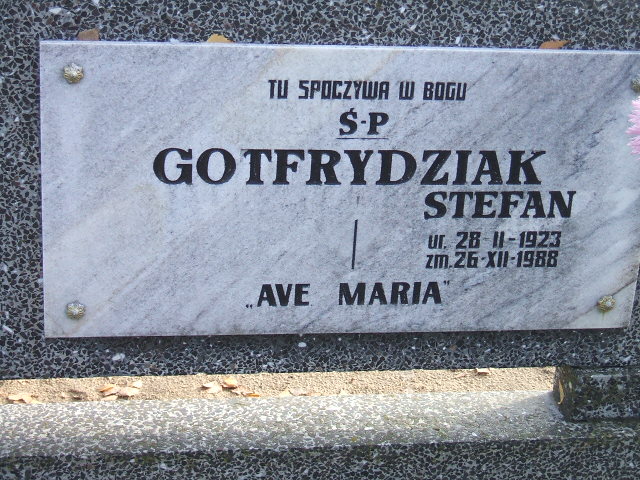 TU SPOCZYWA W BOGU
Ś-P
GOTFRYDZIAK
STEFAN
ur. 28-II-1923
zm. 26-XII-1988
„AVE MARIA"